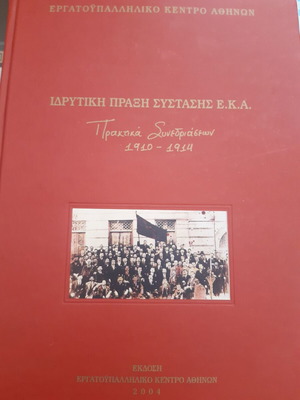 ΕΡΓΑΤΟΫΠΑΛΛΗΛΙΚΟ ΚΕΝΤΡΟ ΑΘΗΝΩΝ
ΙΔΡΥΤΙΚΗ ΠΡΑΞΗ ΣΥΣΤΑΣΗΣ Ε.Κ.Α.
Πρακτικά Συνεδριάσεων
1910 - 1914
ΕΚΔΟΣΗ
ΕΡΓΑΤΟΫΠΑΛΛΗΛΙΚΟ ΚΕΝΤΡΟ ΑΘΗΝΩΝ
2004